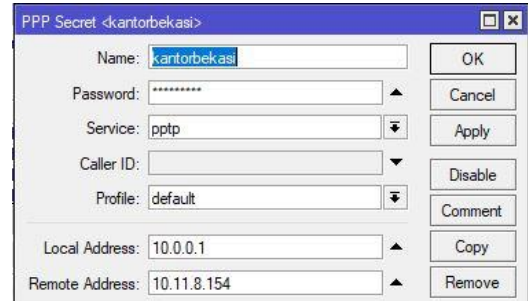 PPP Secret <kantorbekasi>
Name: kantorbekasi OK
Password: ********* Cancel
Service: pptp Apply
Caller ID:
Disable
Profile: default
Comment
Local Address: 10.0.0.1 Copy
Remote Address: 10.11.8.154 Remove